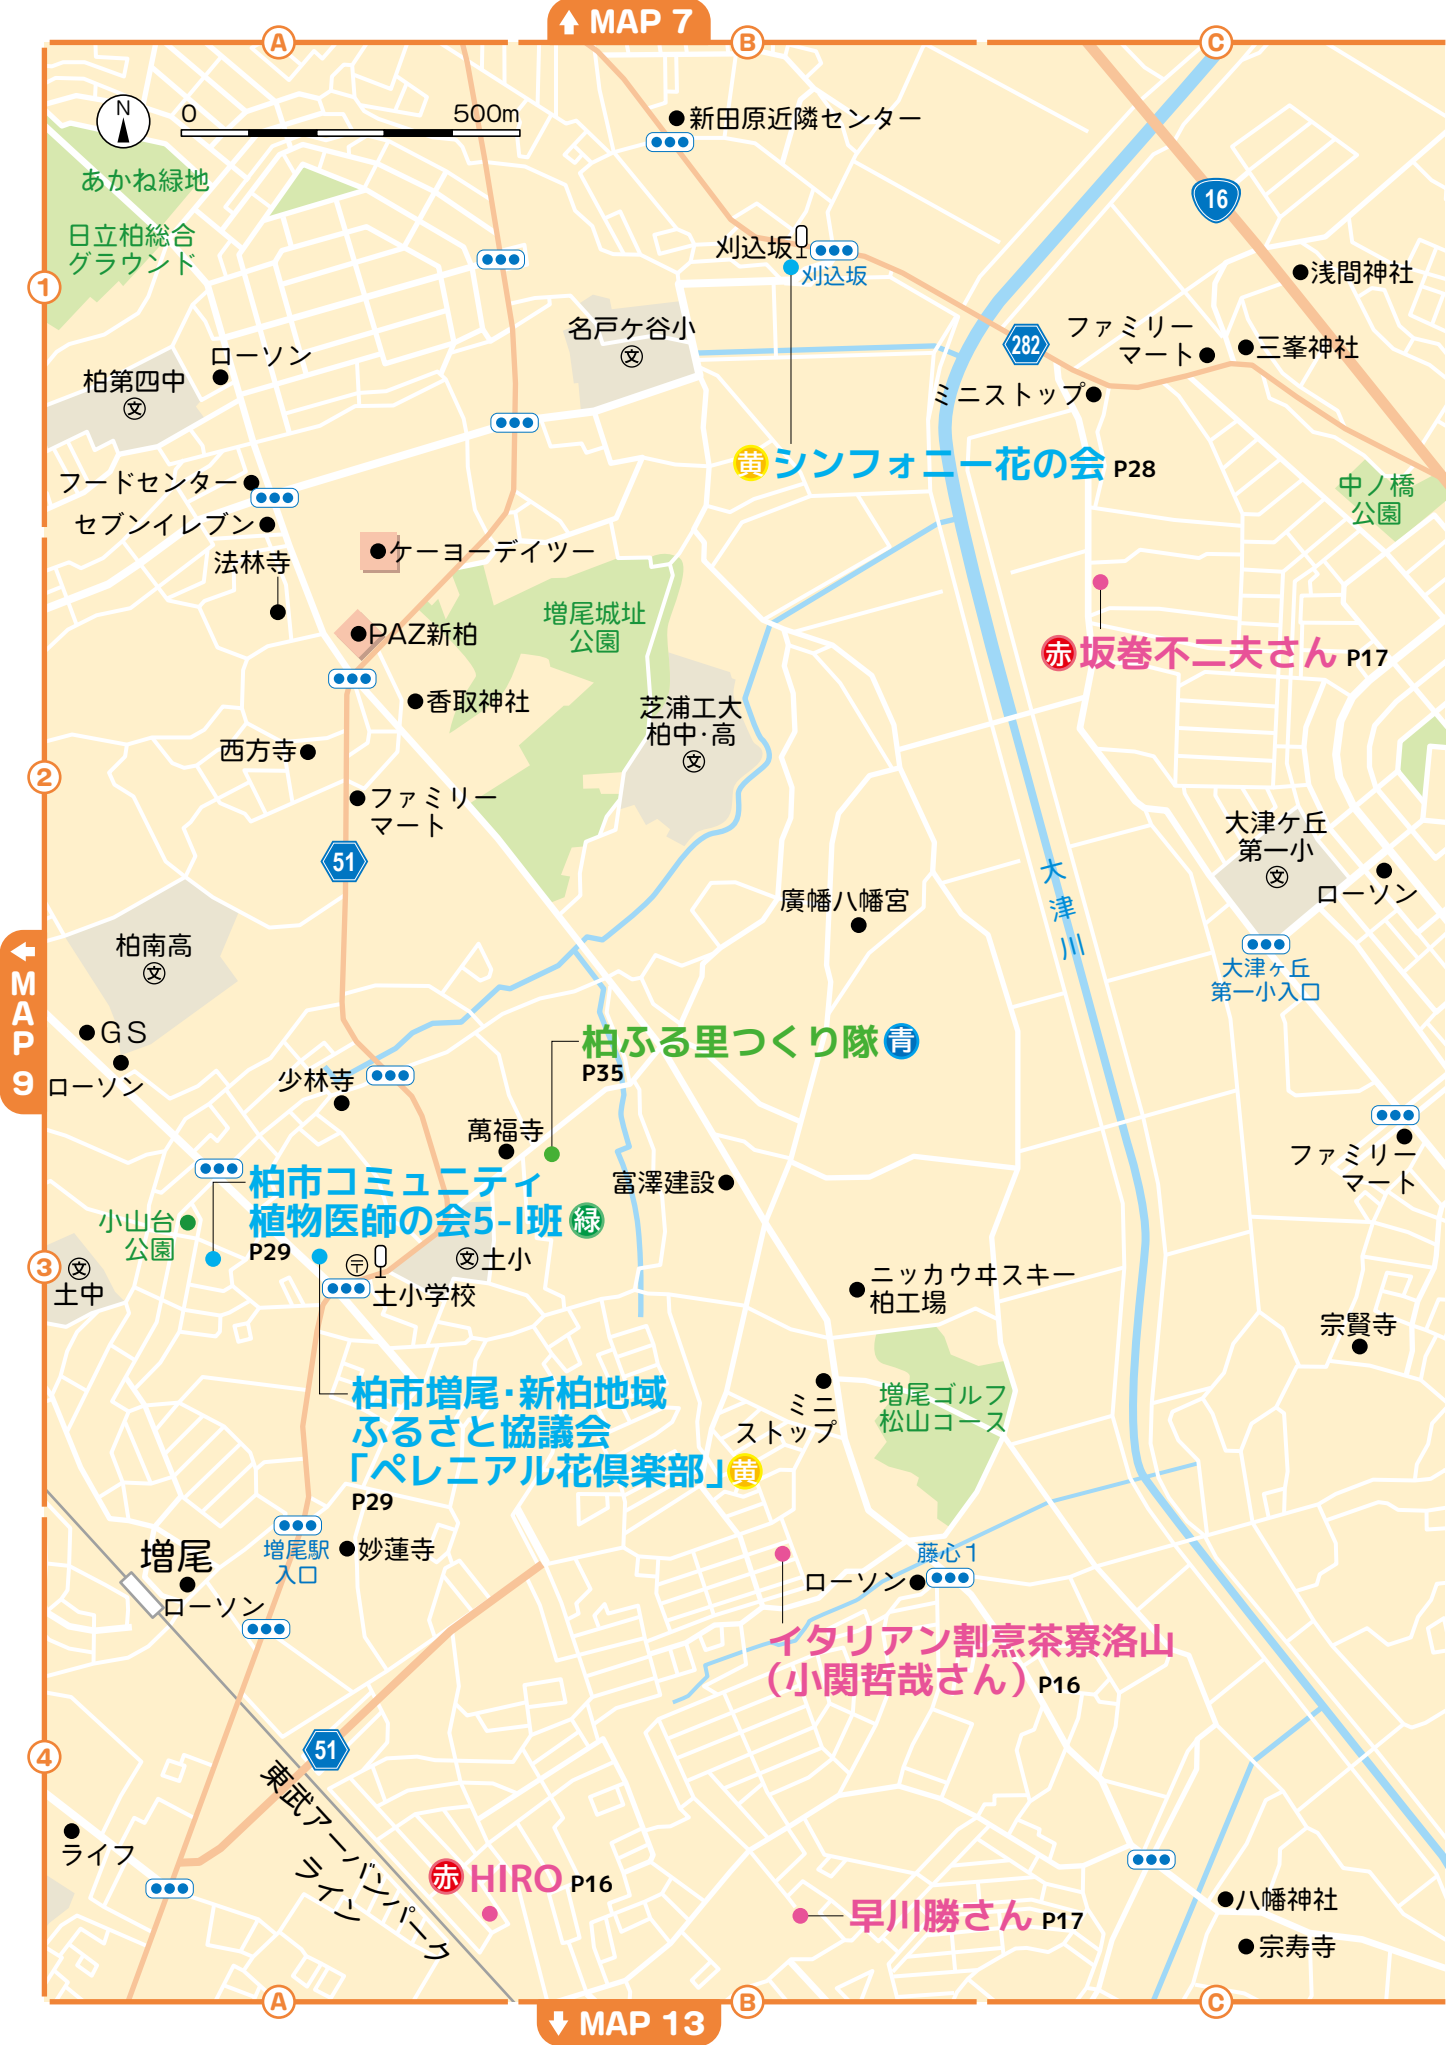 MAP 7
A
B
C
N
0
500m
新田原近隣センター
あかね緑地
日立柏総合
グラウンド
16
刈込坂
刈込坂
浅間神社
1
名戸ケ谷小
文
ファミリー
マート
282
三峯神社
ローソン
柏第四中
文
ミニストップ
黄 シンフォニー花の会 P28
フードセンター
中ノ橋
公園
セブンイレブン
法林寺
ケーヨーデイツー
増尾城址
公園
PAZ新柏
赤 坂巻不二夫さん P17
香取神社
芝浦工大
柏中・高
文
西方寺
2
ファミリー
マート
大津ケ丘
第一小
文
51
大津川
ローソン
廣幡八幡宮
柏南高
文
大津ヶ丘
第一小入口
MAP 9
GS
ローソン
柏ふる里つくり隊 青
P35
少林寺
萬福寺
ファミリー
マート
柏市コミュニティ
植物医師の会5-I班 緑
P29
富澤建設
小山台
公園
3
文
土中
〒
文 土小
土小学校
ニッカウヰスキー
柏工場
宗賢寺
柏市増尾・新柏地域
ふるさと協議会
「ペレニアル花倶楽部」 黄
P29
ミニ
ストップ
増尾ゴルフ
松山コース
増尾
増尾駅
入口
妙蓮寺
藤心1
ローソン
ローソン
イタリアン割烹茶寮洛山
(小関哲哉さん) P16
4
51
東武アーバンパーク
ライン
ライフ
赤 HIRO P16
早川勝さん P17
八幡神社
宗寿寺
A
B
C
MAP 13